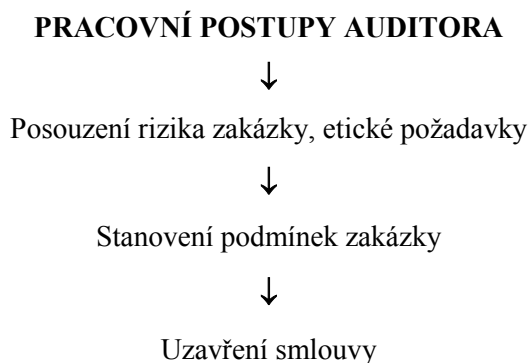 PRACOVNÍ POSTUPY AUDITORA
Posouzení rizika zakázky, etické požadavky
Stanovení podmínek zakázky
Uzavření smlouvy